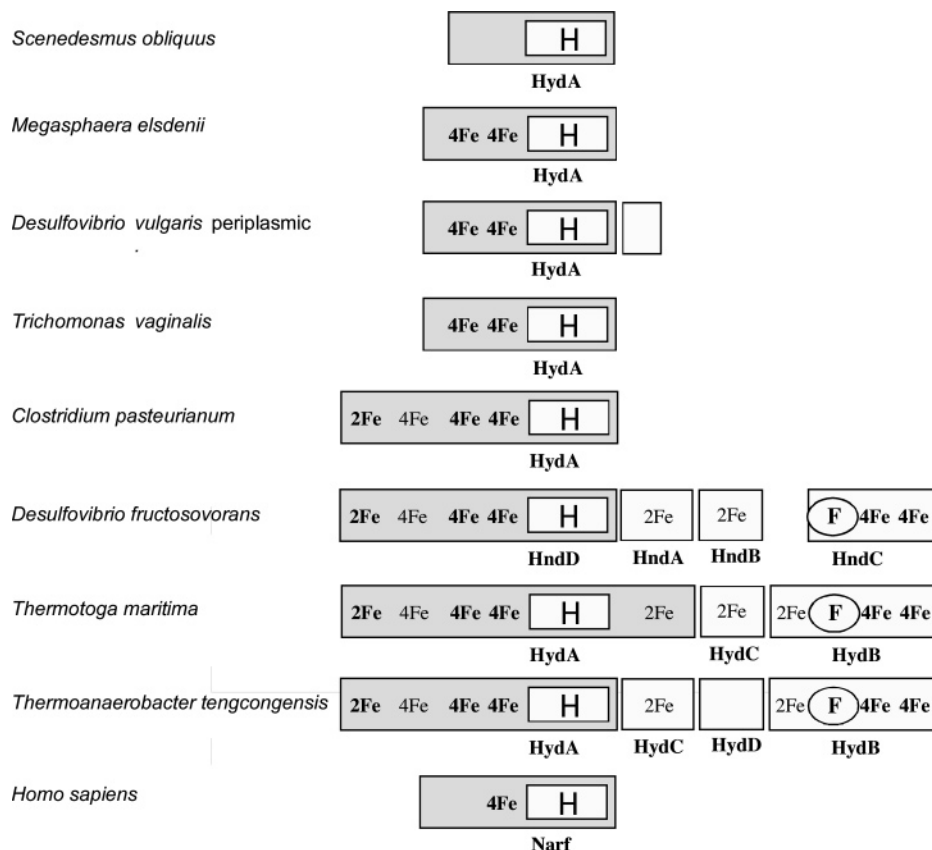 Scenedesmus obliquus H
HydA
Megasphaera elsdenii 4Fe 4Fe H
HydA
Desulfovibrio vulgaris periplasmic 4Fe 4Fe H
.
HydA
Trichomonas vaginalis 4Fe 4Fe H
HydA
Clostridium pasteurianum 2Fe 4Fe 4Fe 4Fe H
HydA
Desulfovibrio fructosovorans 2Fe 4Fe 4Fe 4Fe H 2Fe 2Fe F 4Fe 4Fe
HndD HndA HndB HndC
Thermotoga maritima 2Fe 4Fe 4Fe 4Fe H 2Fe 2Fe 2Fe F 4Fe 4Fe
HydA HydC HydB
Thermoanaerobacter tengcongensis 2Fe 4Fe 4Fe 4Fe H 2Fe 2Fe F 4Fe 4Fe
HydA HydC HydD HydB
Homo sapiens 4Fe H
Narf